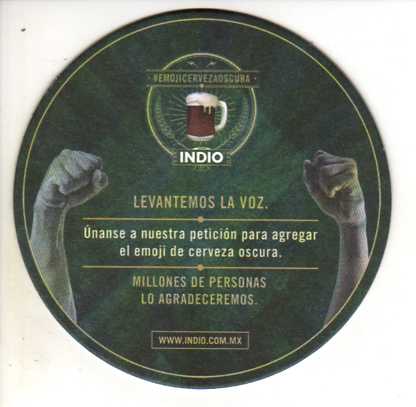 #EMOJICERVEZAOSCURA
INDIO
LEVANTEMOS LA VOZ.
Únanse a nuestra petición para agregar
el emoji de cerveza oscura.
MILLONES DE PERSONAS
LO AGRADECEREMOS.
WWW.INDIO.COM.MX